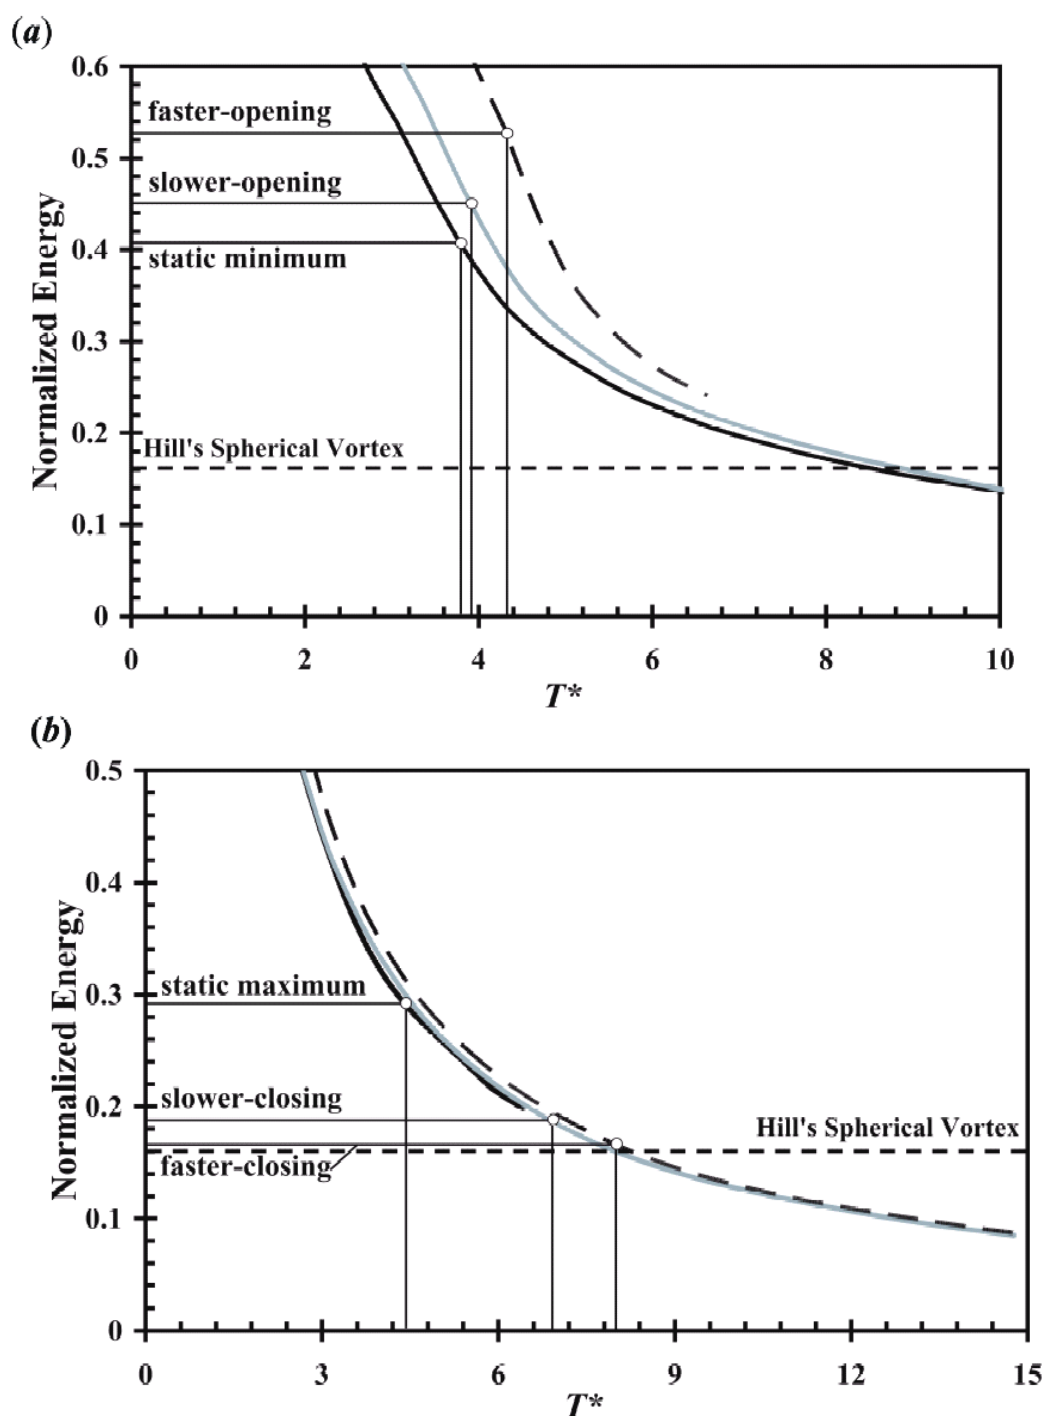 (a)
0.6
faster-opening
0.5
slower-opening
0.4
static minimum
0.3
0.2
Hill's Spherical Vortex
0.1
0
Normalized Energy
0 2 4 6 8 10
T*
(b)
0.5
0.4
static maximum
0.3
0.2
slower-closing
Hill's Spherical Vortex
faster-closing
0.1
0
Normalized Energy
0 3 6 9 12 15
T*